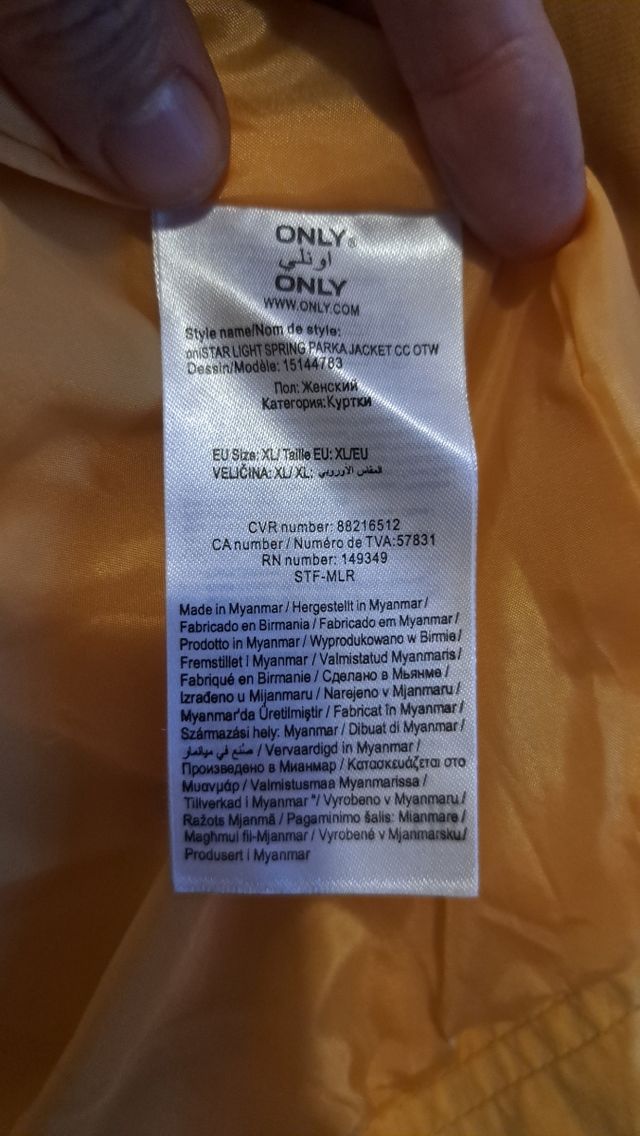 ONLY®
اونلي
ONLY
WWW.ONLY.COM
Style name/Nom de style:
onlSTAR LIGHT SPRING PARKA JACKET CC OTW
Dessin/Modèle: 15144783
Пол: Женский
Категория:Куртки
EU Size: XL/ Taille EU: XL/EU
VELIČINA: XL/ XL: المقاس الاوروبي
CVR number: 88216512
CA number / Numéro de TVA:57831
RN number: 149349
STF-MLR
Made in Myanmar / Hergestellt in Myanmar /
Fabricado en Birmania / Fabricado em Myanmar /
Prodotto in Myanmar / Wyprodukowano w Birmie /
Fremstillet i Myanmar / Valmistatud Myanmaris /
Fabriqué en Birmanie / Сделано в Мьянме /
Izrađeno u Mijanmaru / Narejeno v Mjanmaru /
Myanmar'da Üretilmiştir / Fabricat în Myanmar /
Származási hely: Myanmar / Dibuat di Myanmar /
صنع في ميانمار / Vervaardigd in Myanmar /
Произведено в Мианмар / Κατασκευάζεται στο
Μυανμάρ / Valmistusmaa Myanmarissa /
Tillverkad i Myanmar "/ Vyrobeno v Myanmaru /
Ražots Mjanmā / Pagaminimo šalis: Mianmare /
Magħmul fil-Mjanmar / Vyrobené v Mjanmarsku /
Produsert i Myanmar